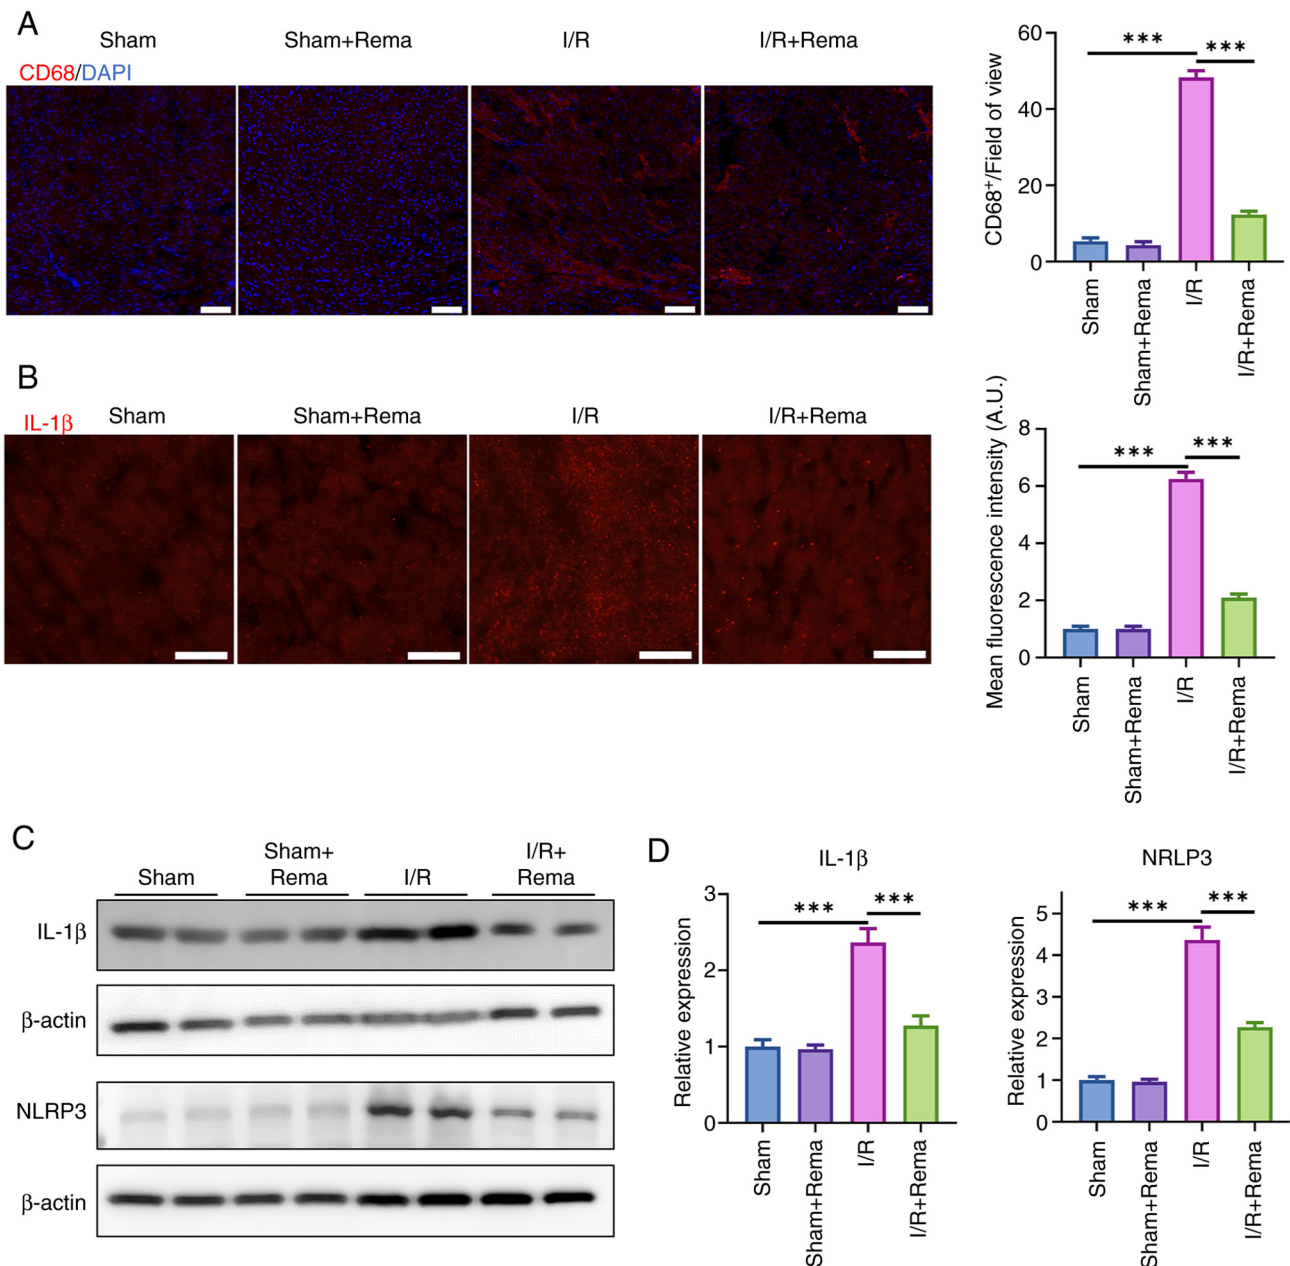 A
Sham
Sham+Rema
I/R
I/R+Rema
CD68/DAPI
CD68⁺/Field of view
60
40
20
0
***
***
Sham
Sham+Rema
I/R
I/R+Rema
B
IL-1β
Sham
Sham+Rema
I/R
I/R+Rema
Mean fluorescence intensity (A.U.)
8
6
4
2
0
***
***
Sham
Sham+Rema
I/R
I/R+Rema
C
Sham
Sham+
Rema
I/R
I/R+
Rema
IL-1β
β-actin
NLRP3
β-actin
D
IL-1β
Relative expression
3
2
1
0
***
***
Sham
Sham+Rema
I/R
I/R+Rema
NRLP3
Relative expression
5
4
3
2
1
0
***
***
Sham
Sham+Rema
I/R
I/R+Rema